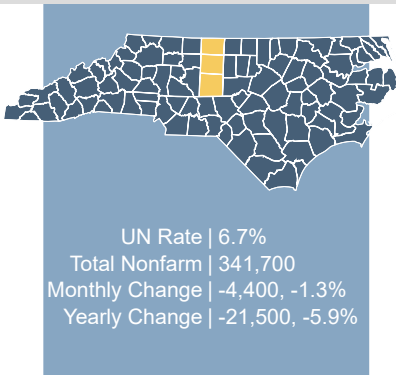 UN Rate | 6.7%
Total Nonfarm | 341,700
Monthly Change | -4,400, -1.3%
Yearly Change | -21,500, -5.9%